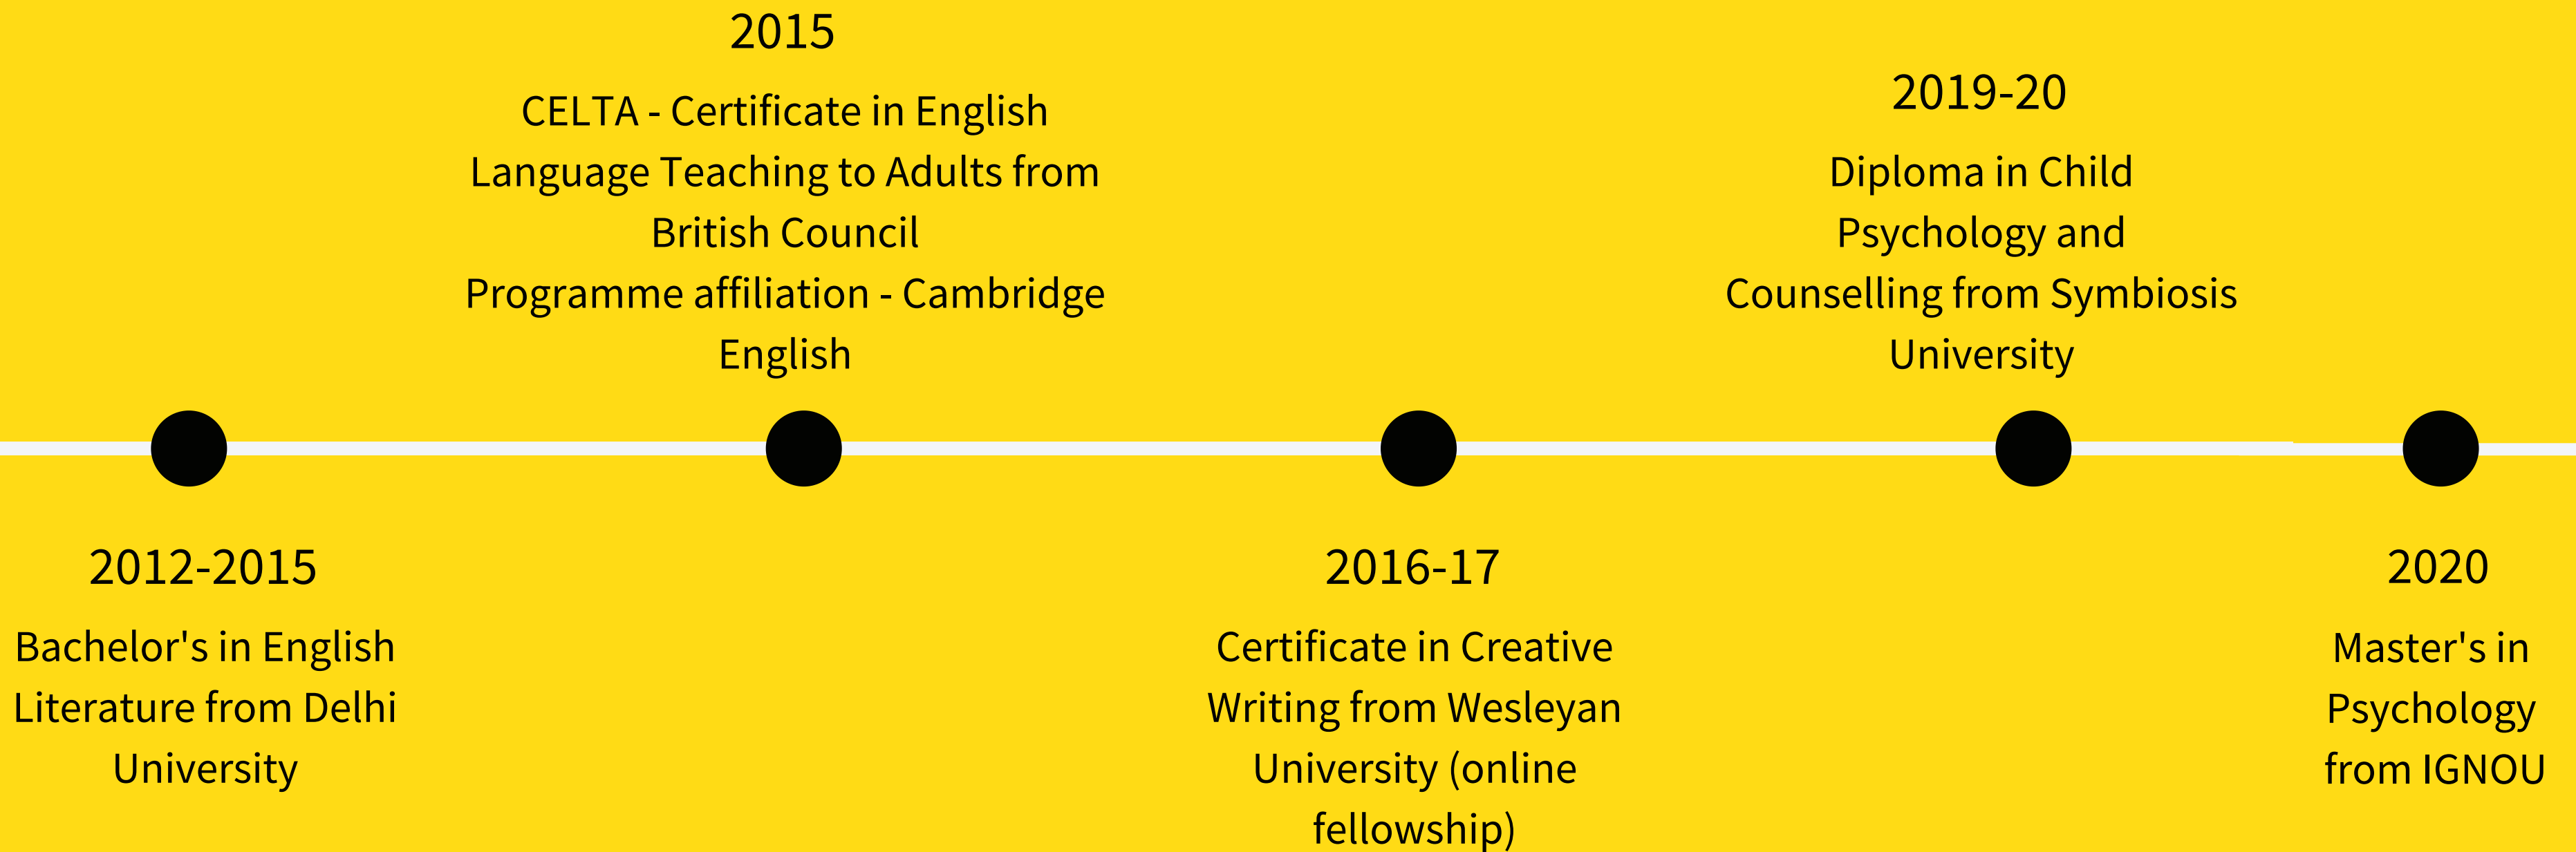 2012-2015
Bachelor's in English
Literature from Delhi
University
2015
CELTA - Certificate in English
Language Teaching to Adults from
British Council
Programme affiliation - Cambridge
English
2016-17
Certificate in Creative
Writing from Wesleyan
University (online
fellowship)
2019-20
Diploma in Child
Psychology and
Counselling from Symbiosis
University
2020
Master's in
Psychology
from IGNOU